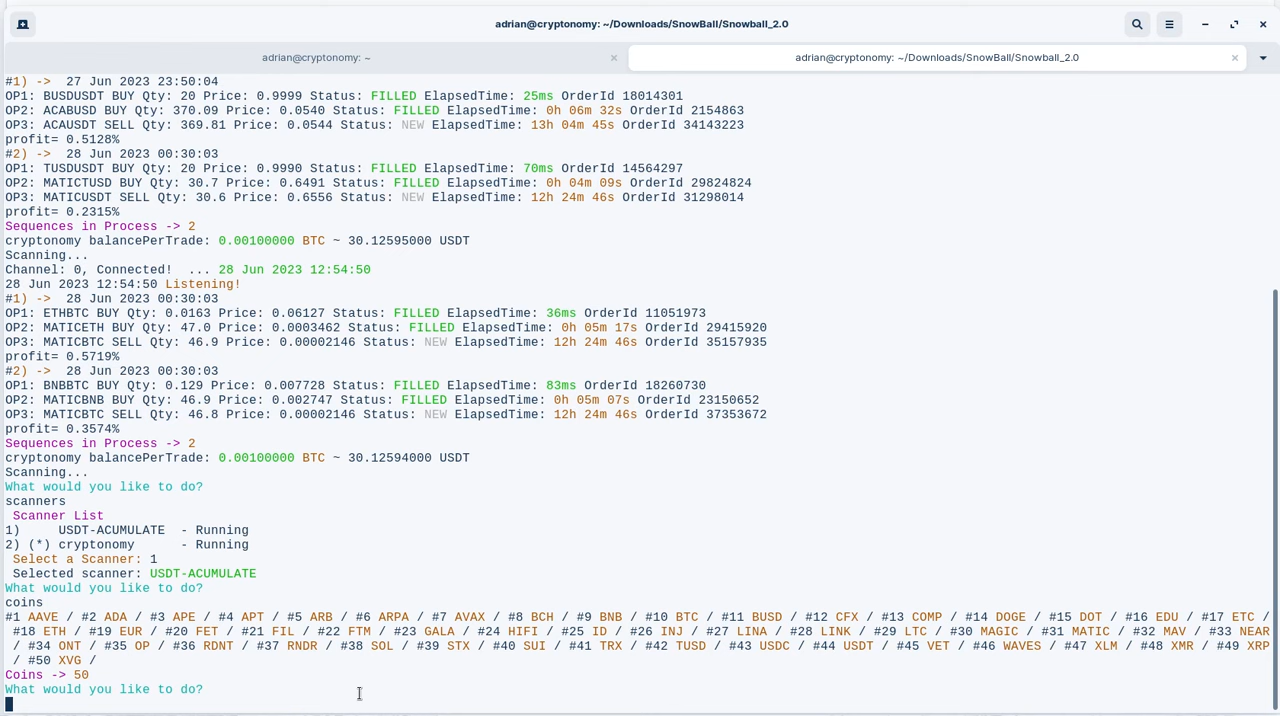 adrian@cryptonomy: ~/Downloads/SnowBall/Snowball_2.0
adrian@cryptonomy: ~
adrian@cryptonomy: ~/Downloads/SnowBall/Snowball_2.0
#1) ->  27 Jun 2023 23:50:04
OP1: BUSDUSDT BUY Qty: 20 Price: 0.9999 Status: FILLED ElapsedTime: 25ms OrderId 18014301
OP2: ACABUSD BUY Qty: 370.09 Price: 0.0540 Status: FILLED ElapsedTime: 0h 06m 32s OrderId 2154863
OP3: ACAUSDT SELL Qty: 369.81 Price: 0.0544 Status: NEW ElapsedTime: 13h 04m 45s OrderId 34143223
profit= 0.5128%
#2) ->  28 Jun 2023 00:30:03
OP1: TUSDUSDT BUY Qty: 20 Price: 0.9990 Status: FILLED ElapsedTime: 70ms OrderId 14564297
OP2: MATICTUSD BUY Qty: 30.7 Price: 0.6491 Status: FILLED ElapsedTime: 0h 04m 09s OrderId 29824824
OP3: MATICUSDT SELL Qty: 30.6 Price: 0.6556 Status: NEW ElapsedTime: 12h 24m 46s OrderId 31298014
profit= 0.2315%
Sequences in Process -> 2
cryptonomy balancePerTrade: 0.00100000 BTC ~ 30.12595000 USDT
Scanning...
Channel: 0, Connected!  ... 28 Jun 2023 12:54:50
28 Jun 2023 12:54:50 Listening!
#1) ->  28 Jun 2023 00:30:03
OP1: ETHBTC BUY Qty: 0.0163 Price: 0.06127 Status: FILLED ElapsedTime: 36ms OrderId 11051973
OP2: MATICETH BUY Qty: 47.0 Price: 0.0003462 Status: FILLED ElapsedTime: 0h 05m 17s OrderId 29415920
OP3: MATICBTC SELL Qty: 46.9 Price: 0.00002146 Status: NEW ElapsedTime: 12h 24m 46s OrderId 35157935
profit= 0.5719%
#2) ->  28 Jun 2023 00:30:03
OP1: BNBBTC BUY Qty: 0.129 Price: 0.007728 Status: FILLED ElapsedTime: 83ms OrderId 18260730
OP2: MATICBNB BUY Qty: 46.9 Price: 0.002747 Status: FILLED ElapsedTime: 0h 05m 07s OrderId 23150652
OP3: MATICBTC SELL Qty: 46.8 Price: 0.00002146 Status: NEW ElapsedTime: 12h 24m 46s OrderId 37353672
profit= 0.3574%
Sequences in Process -> 2
cryptonomy balancePerTrade: 0.00100000 BTC ~ 30.12594000 USDT
Scanning...
What would you like to do?
scanners
 Scanner List
1)     USDT-ACUMULATE  - Running
2) (*) cryptonomy      - Running
 Select a Scanner: 1
 Selected scanner: USDT-ACUMULATE
What would you like to do?
coins
#1 AAVE / #2 ADA / #3 APE / #4 APT / #5 ARB / #6 ARPA / #7 AVAX / #8 BCH / #9 BNB / #10 BTC / #11 BUSD / #12 CFX / #13 COMP / #14 DOGE / #15 DOT / #16 EDU / #17 ETC /
 #18 ETH / #19 EUR / #20 FET / #21 FIL / #22 FTM / #23 GALA / #24 HIFI / #25 ID / #26 INJ / #27 LINA / #28 LINK / #29 LTC / #30 MAGIC / #31 MATIC / #32 MAV / #33 NEAR
 / #34 ONT / #35 OP / #36 RDNT / #37 RNDR / #38 SOL / #39 STX / #40 SUI / #41 TRX / #42 TUSD / #43 USDC / #44 USDT / #45 VET / #46 WAVES / #47 XLM / #48 XMR / #49 XRP
 / #50 XVG /
Coins -> 50
What would you like to do?